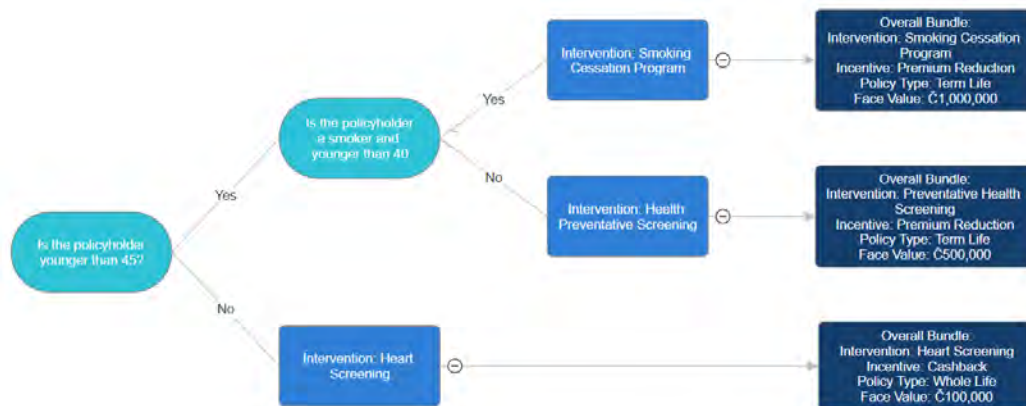 Is the policyholder
younger than 45?
Yes
No
Is the policyholder
a smoker and
younger than 40
Yes
No
Intervention: Smoking
Cessation Program
Overall Bundle:
Intervention: Smoking Cessation
Program
Incentive: Premium Reduction
Policy Type: Term Life
Face Value: Č1,000,000
Intervention: Health
Preventative Screening
Overall Bundle:
Intervention: Preventative Health
Screening
Incentive: Premium Reduction
Policy Type: Term Life
Face Value: Č500,000
Intervention: Heart
Screening
Overall Bundle:
Intervention: Heart Screening
Incentive: Cashback
Policy Type: Whole Life
Face Value: Č100,000